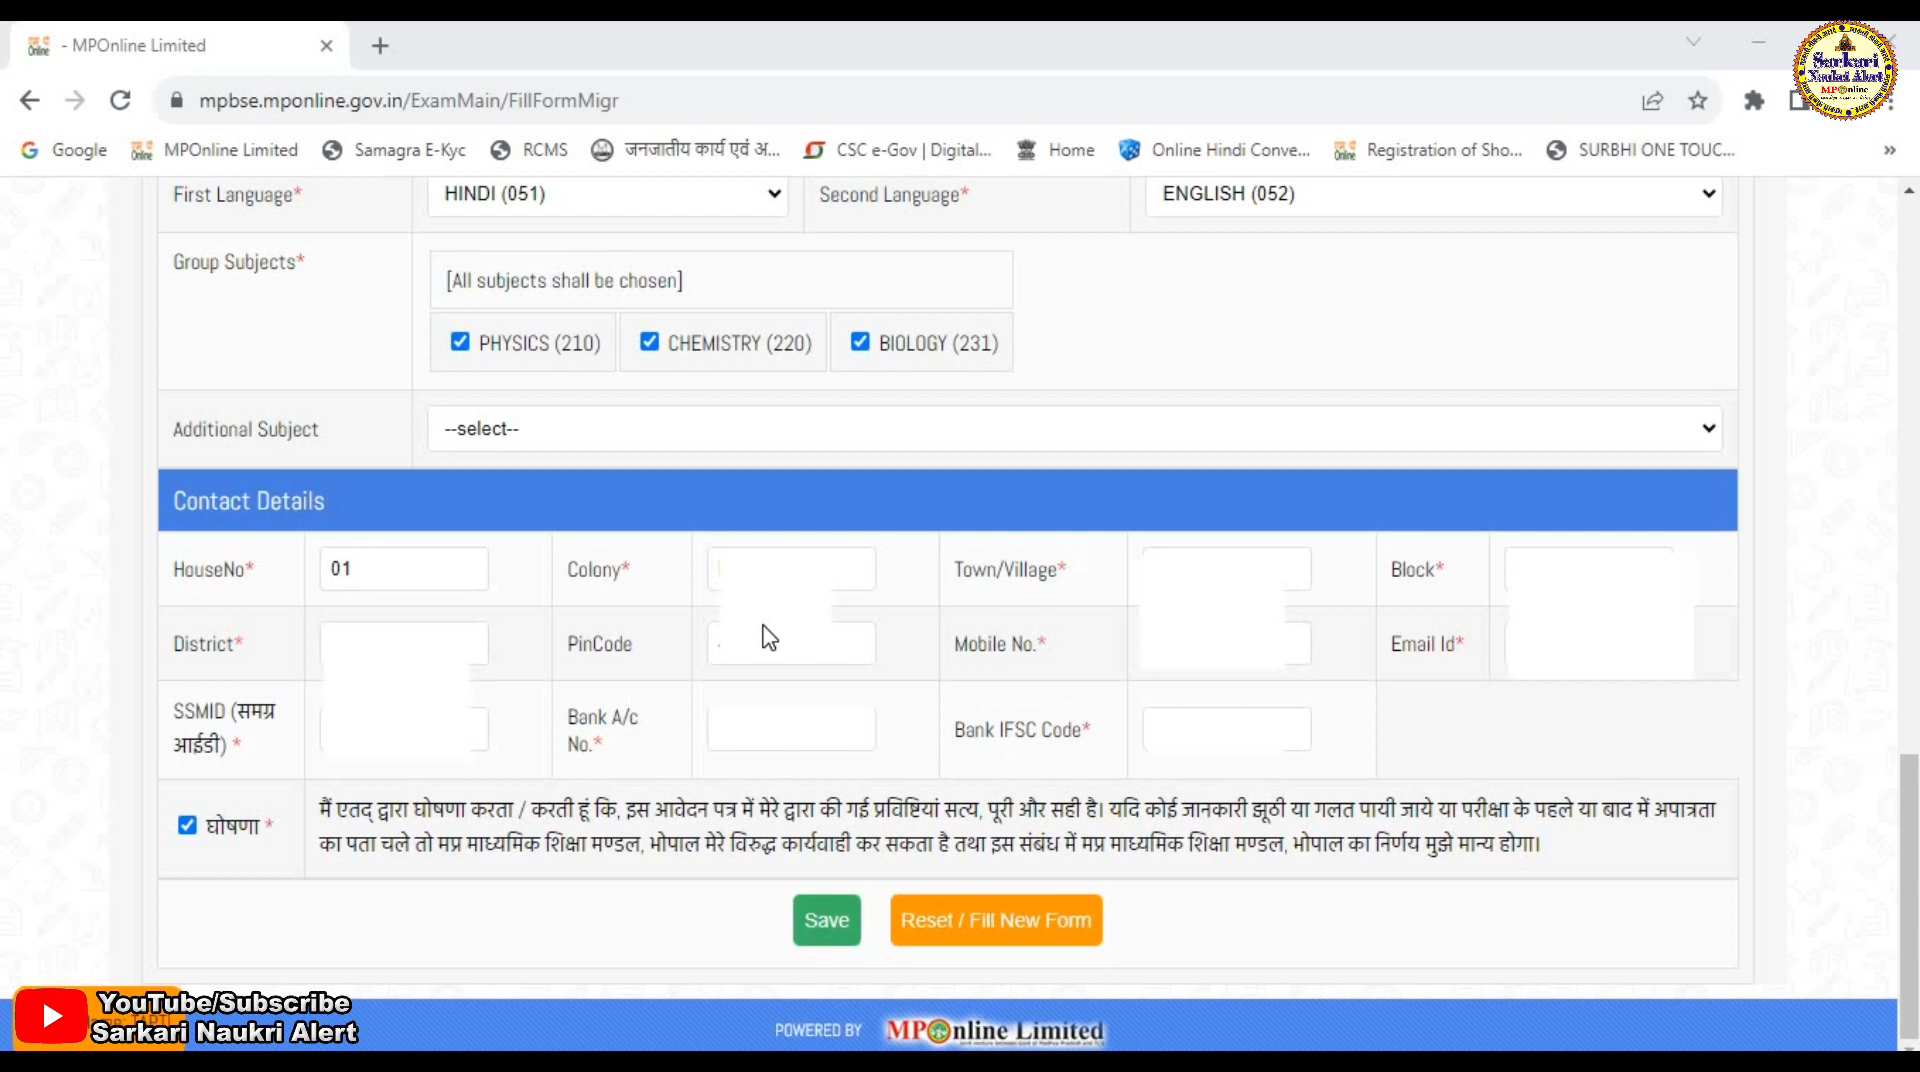 - MPOnline Limited
mpbse.mponline.gov.in/ExamMain/FillFormMigr
Google MPOnline Limited Samagra E-Kyc RCMS जनजातीय कार्य एवं अ... CSC e-Gov | Digital... Home Online Hindi Conve... Registration of Sho... SURBHI ONE TOUC... »
Sarkari
Naukri Alert
MPOnline
First Language* HINDI (051) Second Language* ENGLISH (052)
Group Subjects*
[All subjects shall be chosen]
PHYSICS (210) CHEMISTRY (220) BIOLOGY (231)
Additional Subject --select--
Contact Details
HouseNo* 01 Colony* Town/Village* Block*
District* PinCode Mobile No.* Email Id*
SSMID (समग्र
आईडी) *
Bank A/c
No.*
Bank IFSC Code*
घोषणा *
मैं एतद् द्वारा घोषणा करता / करती हूं कि, इस आवेदन पत्र में मेरे द्वारा की गई प्रविष्टियां सत्य, पूरी और सही है। यदि कोई जानकारी झूठी या गलत पायी जाये या परीक्षा के पहले या बाद में अपात्रता
का पता चले तो मप्र माध्यमिक शिक्षा मण्डल, भोपाल मेरे विरुद्ध कार्यवाही कर सकता है तथा इस संबंध में मप्र माध्यमिक शिक्षा मण्डल, भोपाल का निर्णय मुझे मान्य होगा।
Save Reset / Fill New Form
YouTube/Subscribe
Sarkari Naukri Alert
POWERED BY MPOnline Limited